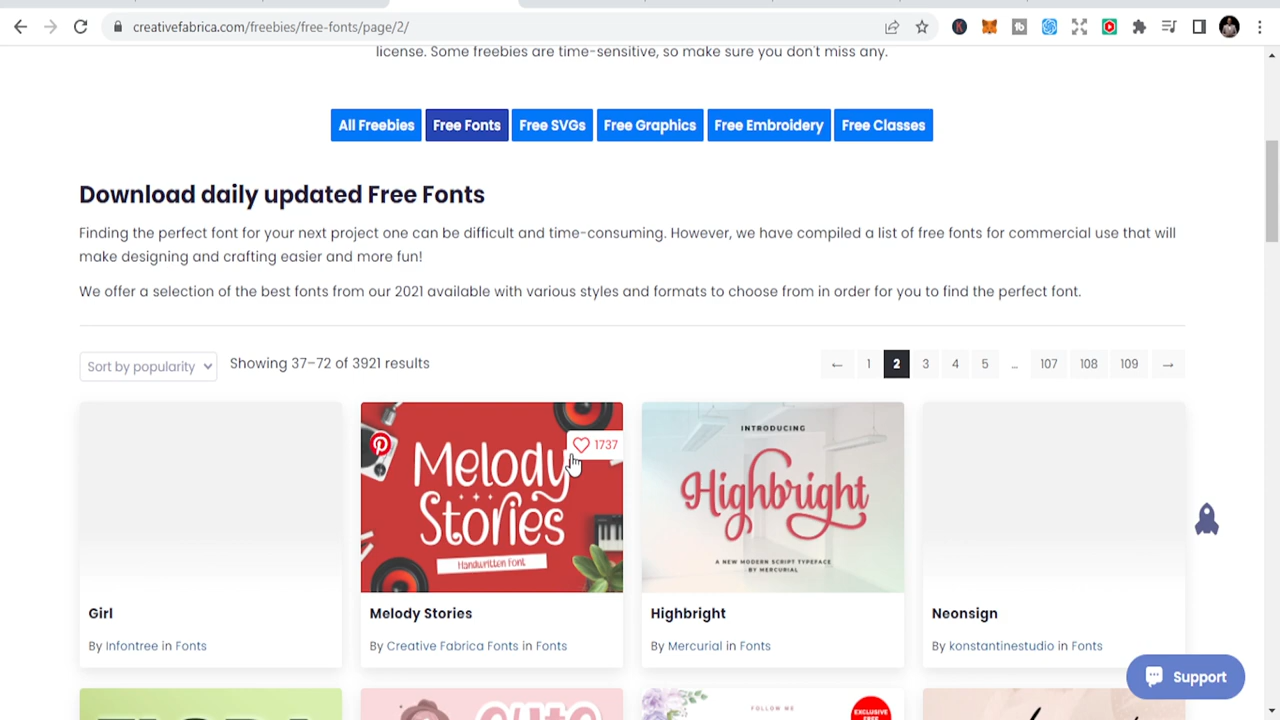 creativefabrica.com/freebies/free-fonts/page/2/
license. Some freebies are time-sensitive, so make sure you don't miss any.
All Freebies Free Fonts Free SVGs Free Graphics Free Embroidery Free Classes
Download daily updated Free Fonts
Finding the perfect font for your next project one can be difficult and time-consuming. However, we have compiled a list of free fonts for commercial use that will
make designing and crafting easier and more fun!
We offer a selection of the best fonts from our 2021 available with various styles and formats to choose from in order for you to find the perfect font.
Sort by popularity Showing 37–72 of 3921 results ← 1 2 3 4 5 … 107 108 109 →
1737
Melody
Stories
Handwritten Font
INTRODUCING
Highbright
A NEW MODERN SCRIPT TYPEFACE
BY MERCURIAL
Girl Melody Stories Highbright Neonsign
By Infontree in Fonts By Creative Fabrica Fonts in Fonts By Mercurial in Fonts By konstantinestudio in Fonts
Support
cute
FOLLOW ME
EXCLUSIVE
FREE